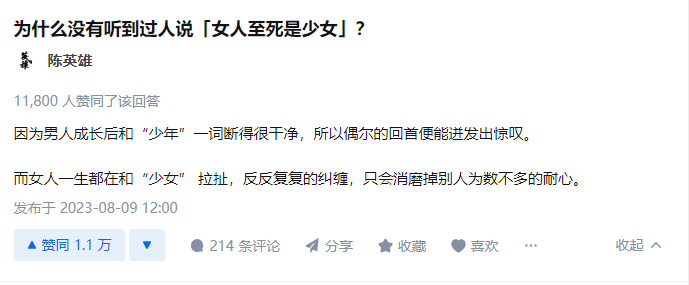 为什么没有听到过人说「女人至死是少女」?
英雄
陈英雄
11,800 人赞同了该回答
因为男人成长后和“少年”一词断得很干净，所以偶尔的回首便能迸发出惊叹。
而女人一生都在和“少女” 拉扯，反反复复的纠缠，只会消磨掉别人为数不多的耐心。
发布于 2023-08-09 12:00
赞同 1.1 万 214 条评论 分享 收藏 喜欢 ··· 收起